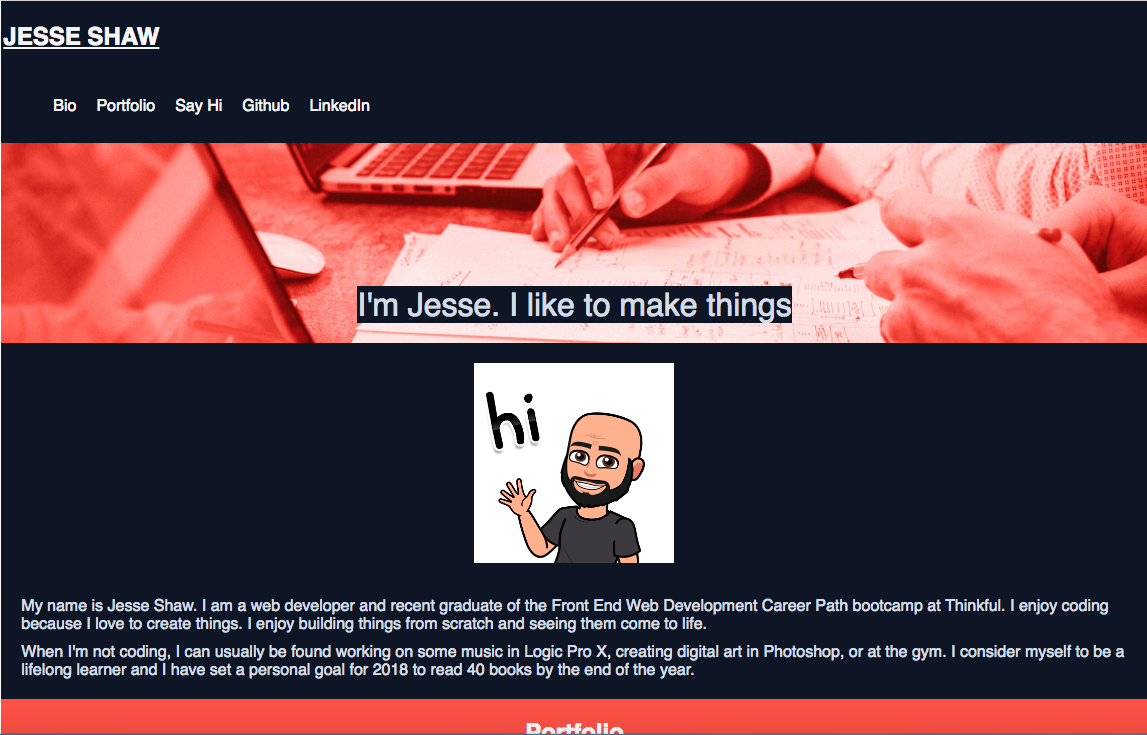 JESSE SHAW
Bio Portfolio Say Hi Github LinkedIn
I'm Jesse. I like to make things
hi
My name is Jesse Shaw. I am a web developer and recent graduate of the Front End Web Development Career Path bootcamp at Thinkful. I enjoy coding
because I love to create things. I enjoy building things from scratch and seeing them come to life.
When I'm not coding, I can usually be found working on some music in Logic Pro X, creating digital art in Photoshop, or at the gym. I consider myself to be a
lifelong learner and I have set a personal goal for 2018 to read 40 books by the end of the year.
Portfolio